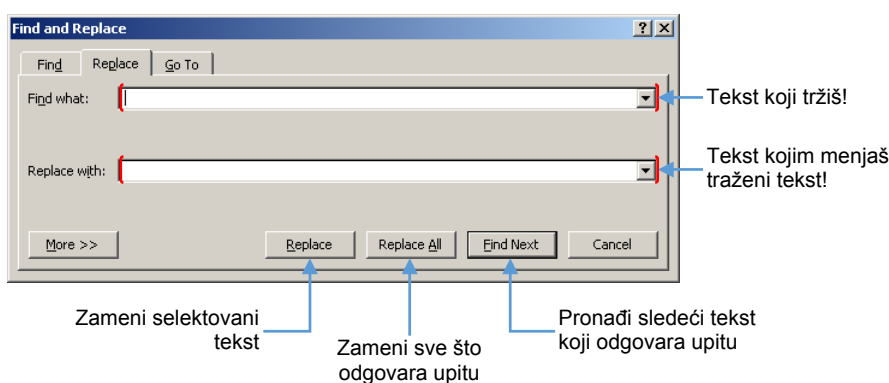 Find and Replace
Find Replace Go To
Find what:
Tekst koji tržiš!
Replace with:
Tekst kojim menjaš
traženi tekst!
More >> Replace Replace All Find Next Cancel
Zameni selektovani
tekst
Zameni sve što
odgovara upitu
Pronađi sledeći tekst
koji odgovara upitu